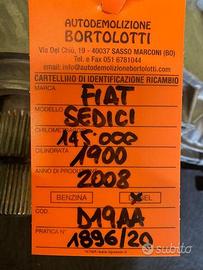 AUTODEMOLIZIONE
BORTOLOTTI
Via Del Chiù, 19 - 40037 SASSO MARCONI (BO)
Tel. e Fax 051 6781044
email: info@autodemolizionebortolotti.com
CARTELLINO DI IDENTIFICAZIONE RICAMBIO
MARCA FIAT
MODELLO SEDICI
CHILOMETRAGGIO 145.000
CILINDRATA 1900
ANNO DI PRODUZIONE 2008
BENZINA DIESEL
COD. D19AA
PRATICA N° 1896/20
subito